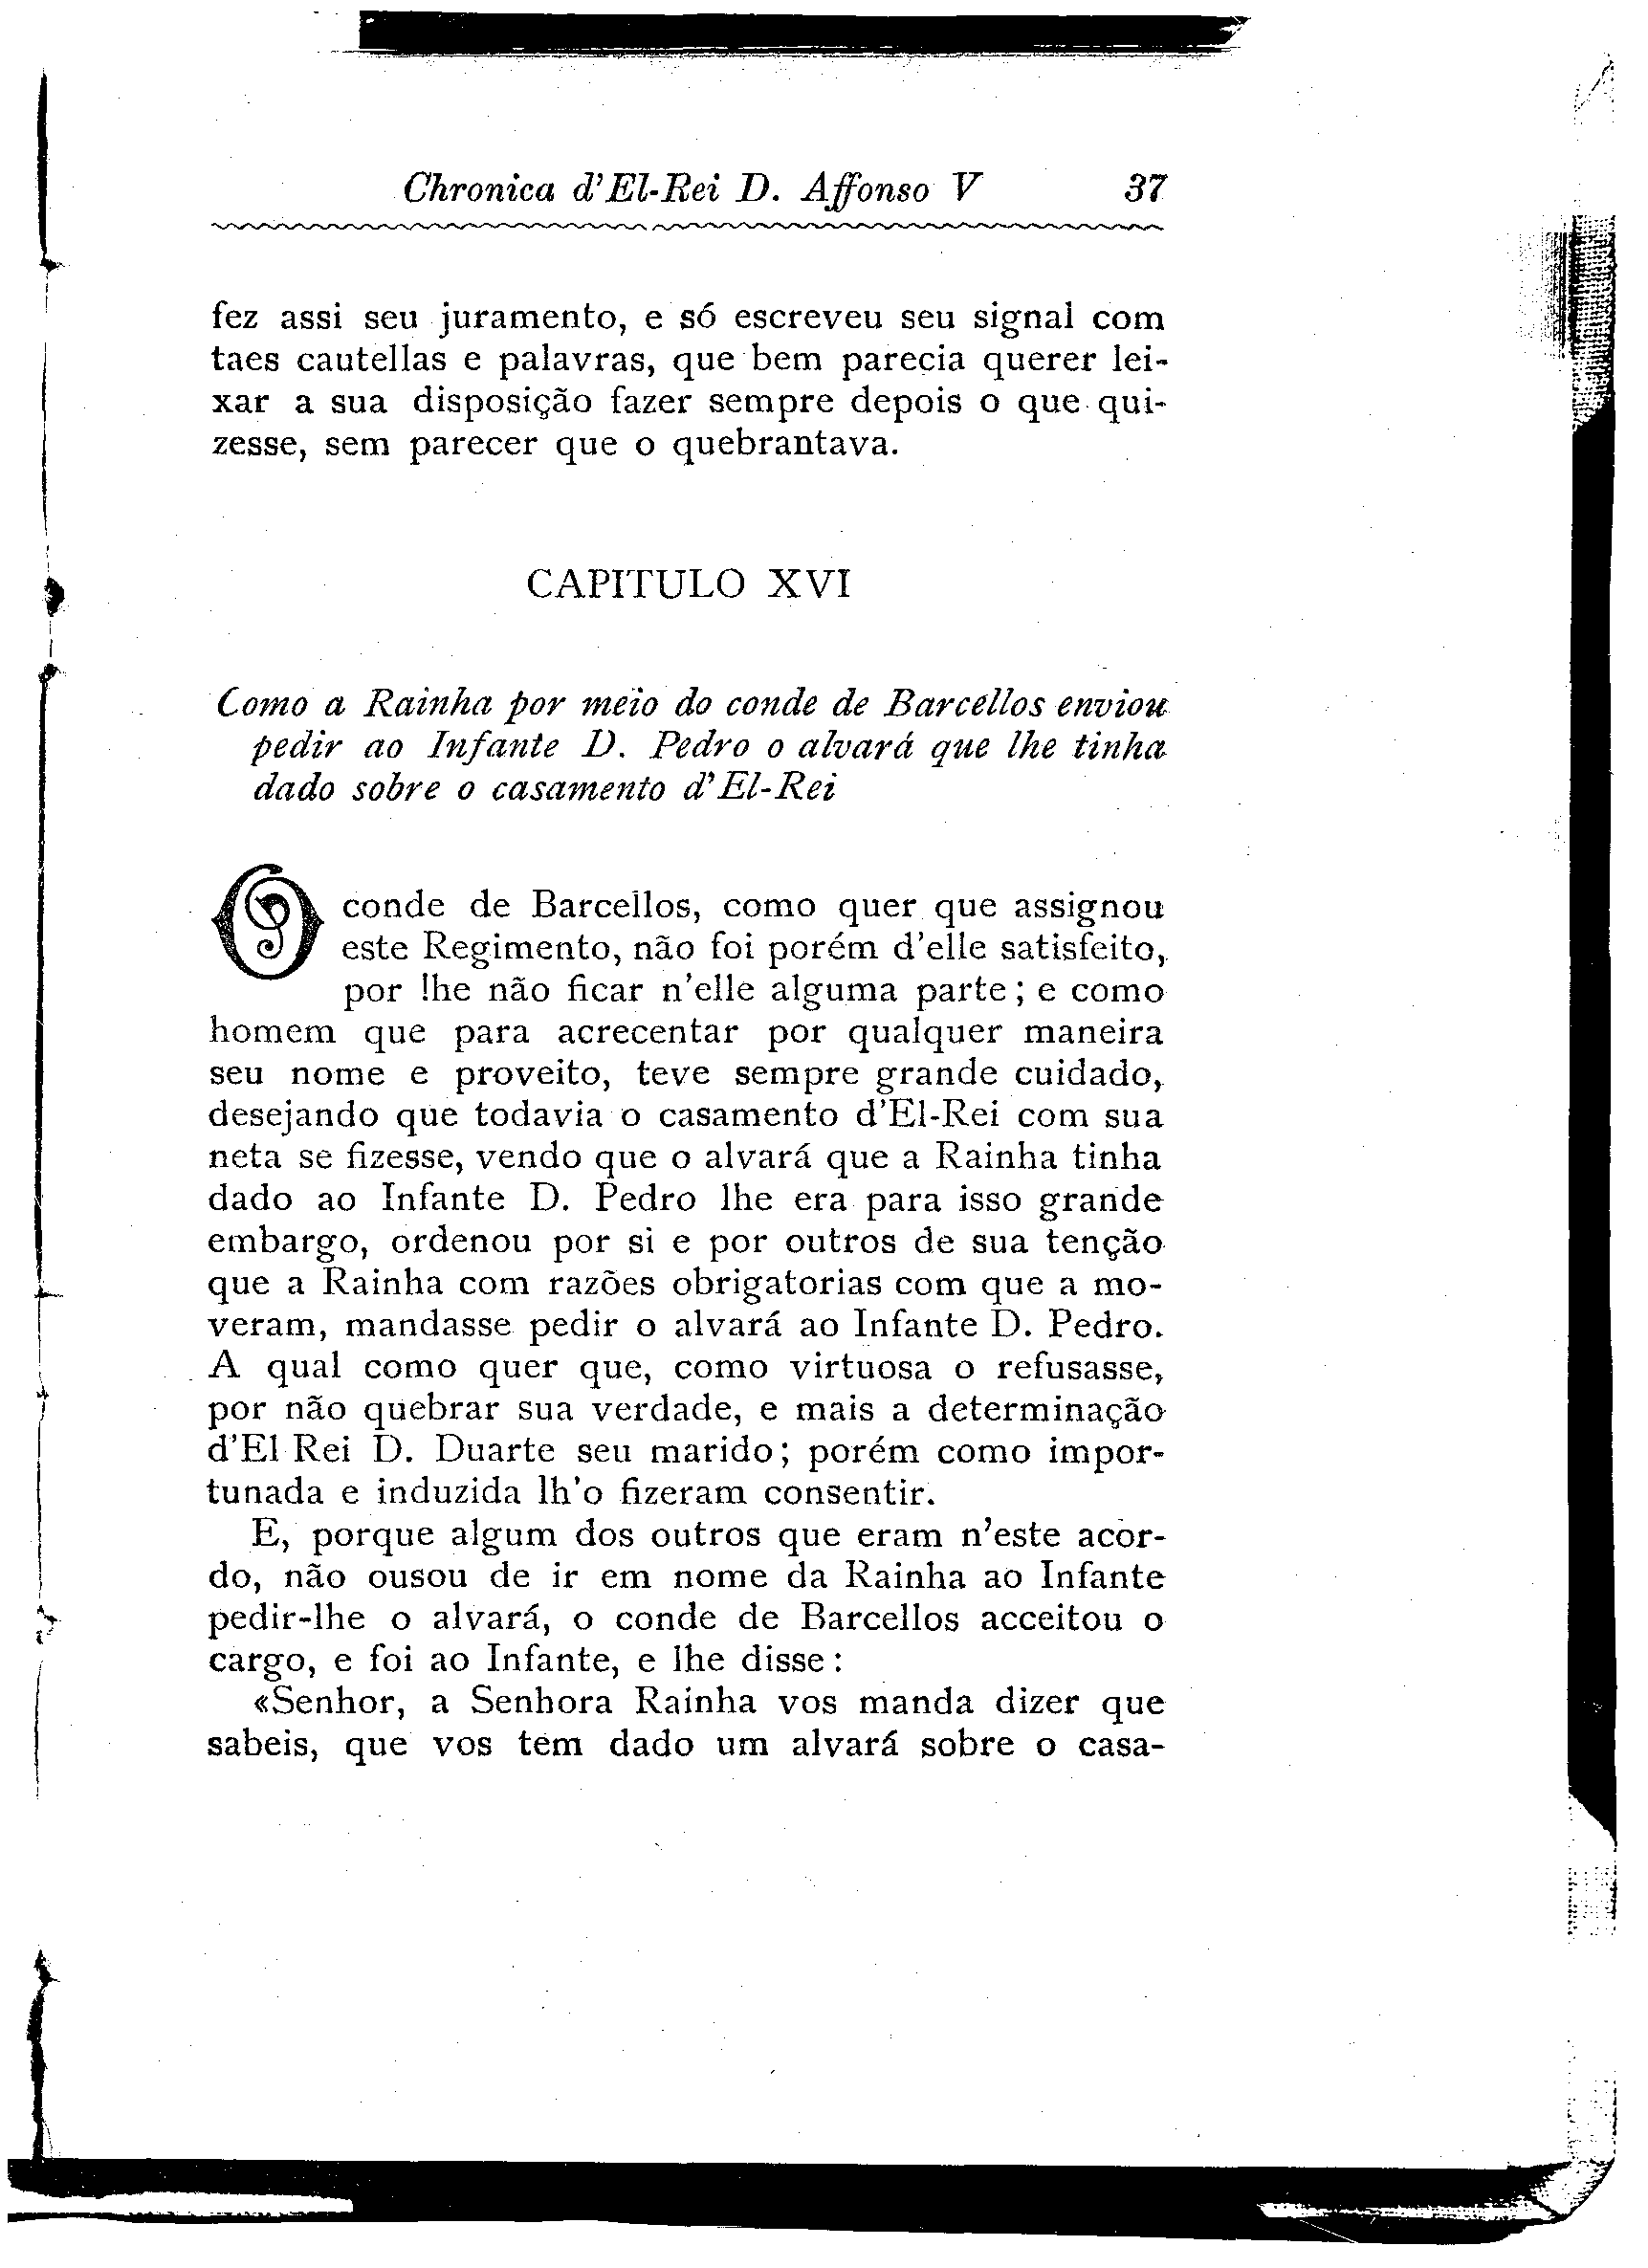 Chronica d'El-Rei D. Affonso V 37
fez assi seu juramento, e só escreveu seu signal com
taes cautellas e palavras, que bem parecia querer lei-
xar a sua disposição fazer sempre depois o que qui-
zesse, sem parecer que o quebrantava.
CAPITULO XVI
Como a Rainha por meio do conde de Barcellos enviou
pedir ao Infante D. Pedro o alvará que lhe tinha
dado sobre o casamento d'El-Rei
O conde de Barcellos, como quer que assignou
este Regimento, não foi porém d'elle satisfeito,
por lhe não ficar n'elle alguma parte; e como
homem que para acrecentar por qualquer maneira
seu nome e proveito, teve sempre grande cuidado,
desejando que todavia o casamento d'El-Rei com sua
neta se fizesse, vendo que o alvará que a Rainha tinha
dado ao Infante D. Pedro lhe era para isso grande
embargo, ordenou por si e por outros de sua tenção
que a Rainha com razões obrigatorias com que a mo-
veram, mandasse pedir o alvará ao Infante D. Pedro.
A qual como quer que, como virtuosa o refusasse,
por não quebrar sua verdade, e mais a determinação
d'El Rei D. Duarte seu marido; porém como impor-
tunada e induzida lh'o fizeram consentir.
E, porque algum dos outros que eram n'este acor-
do, não ousou de ir em nome da Rainha ao Infante
pedir-lhe o alvará, o conde de Barcellos acceitou o
cargo, e foi ao Infante, e lhe disse:
«Senhor, a Senhora Rainha vos manda dizer que
sabeis, que vos tem dado um alvará sobre o casa-